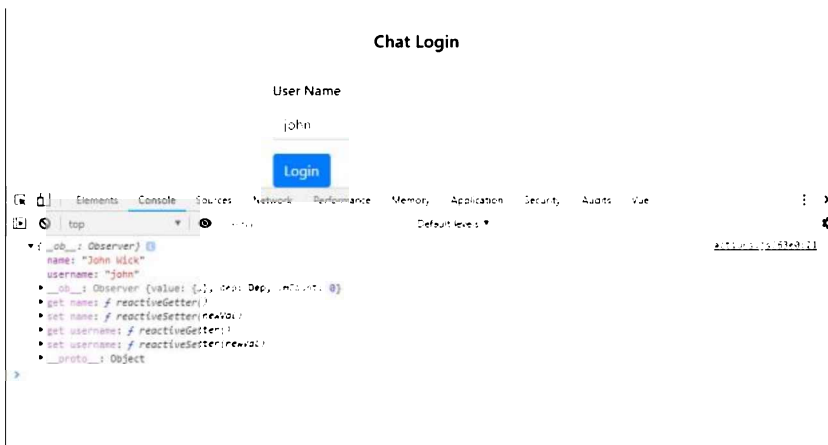 Chat Login
User Name
john
Login
Elements Console Sources Network Performance Memory Application Security Audits Vue
top Default levels ▼
▼{__ob__: Observer}
name: "John Wick"
username: "john"
▶__ob__: Observer {value: {…}, dep: Dep, vmCount: 0}
▶get name: ƒ reactiveGetter()
▶set name: ƒ reactiveSetter(newVal)
▶get username: ƒ reactiveGetter()
▶set username: ƒ reactiveSetter(newVal)
▶__proto__: Object